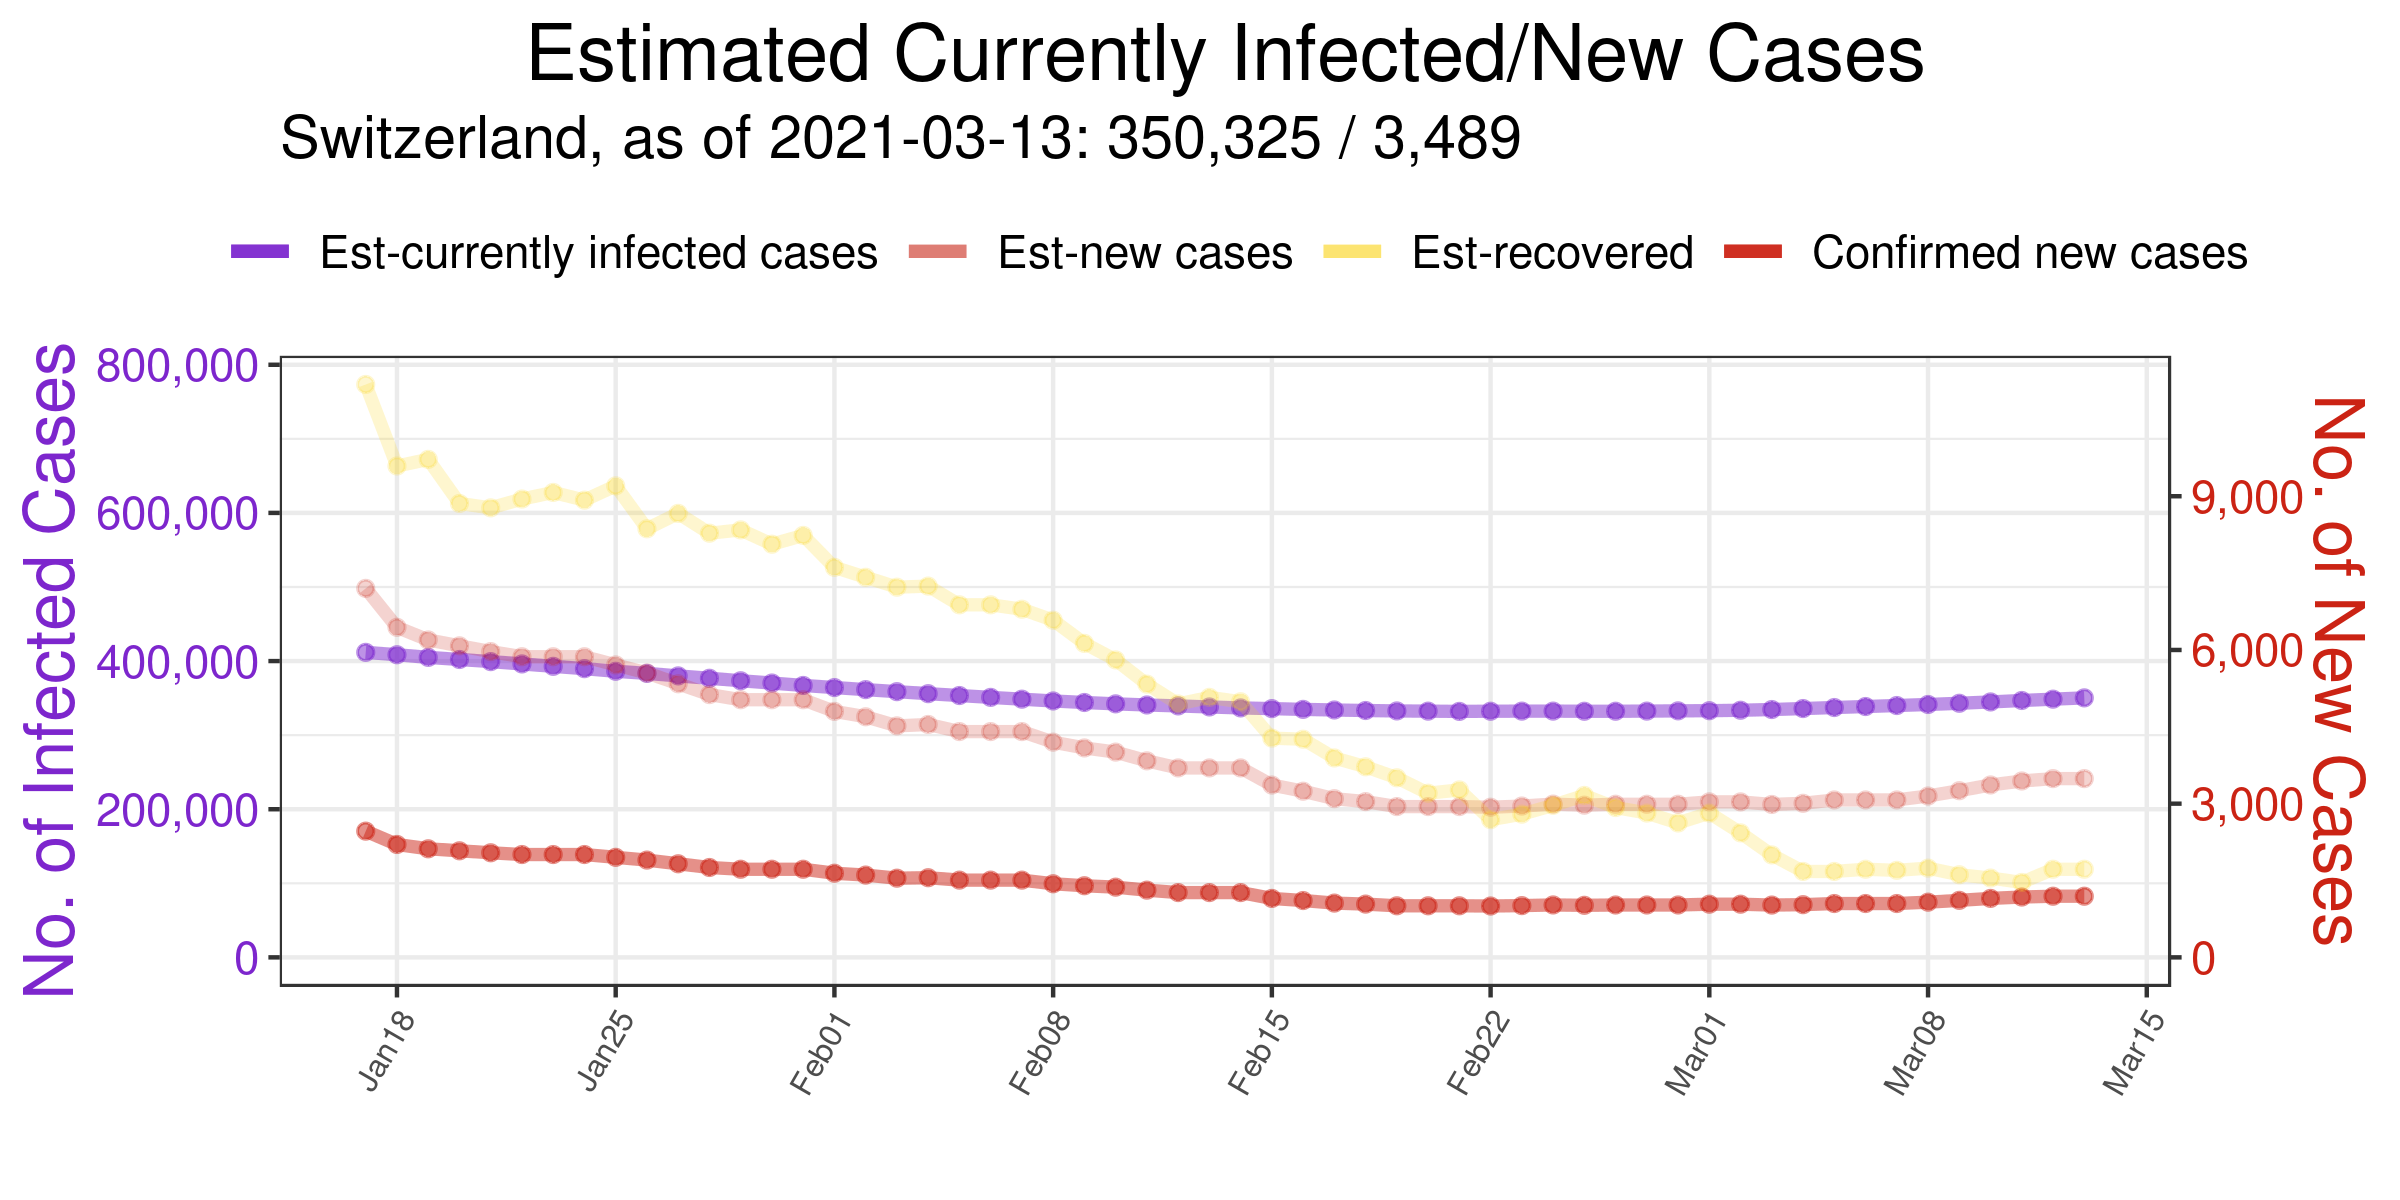 Estimated Currently Infected/New Cases
Switzerland, as of 2021-03-13: 350,325 / 3,489
Est-currently infected cases Est-new cases Est-recovered Confirmed new cases
No. of Infected Cases
800,000
600,000
400,000
200,000
0
9,000
6,000
3,000
0
No. of New Cases
Jan18 Jan25 Feb01 Feb08 Feb15 Feb22 Mar01 Mar08 Mar15